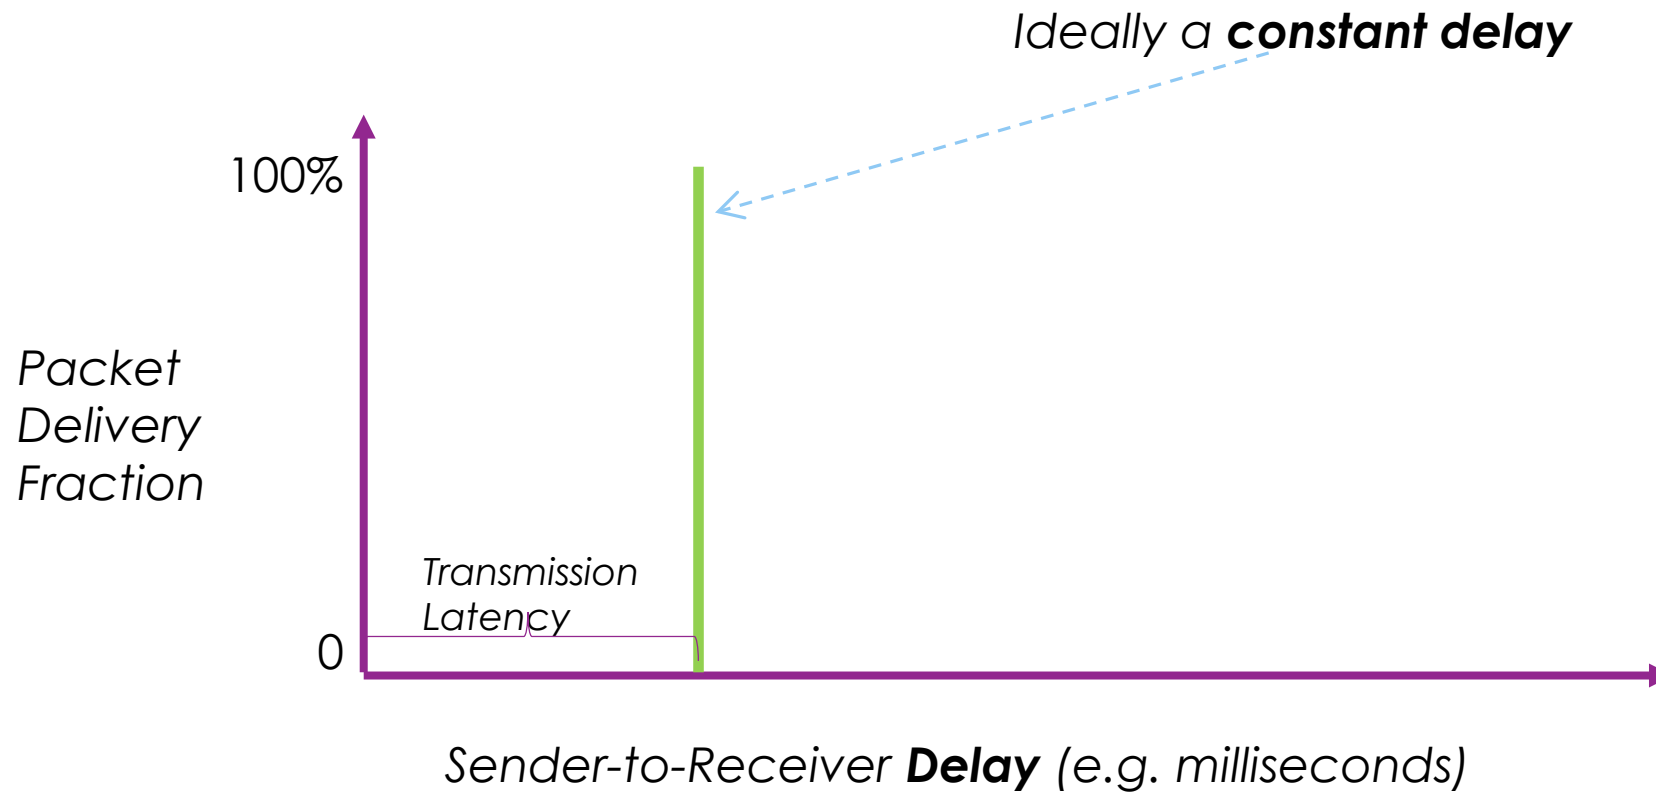 Ideally a constant delay
100%
Packet
Delivery
Fraction
Transmission
Latency
0
Sender-to-Receiver Delay (e.g. milliseconds)